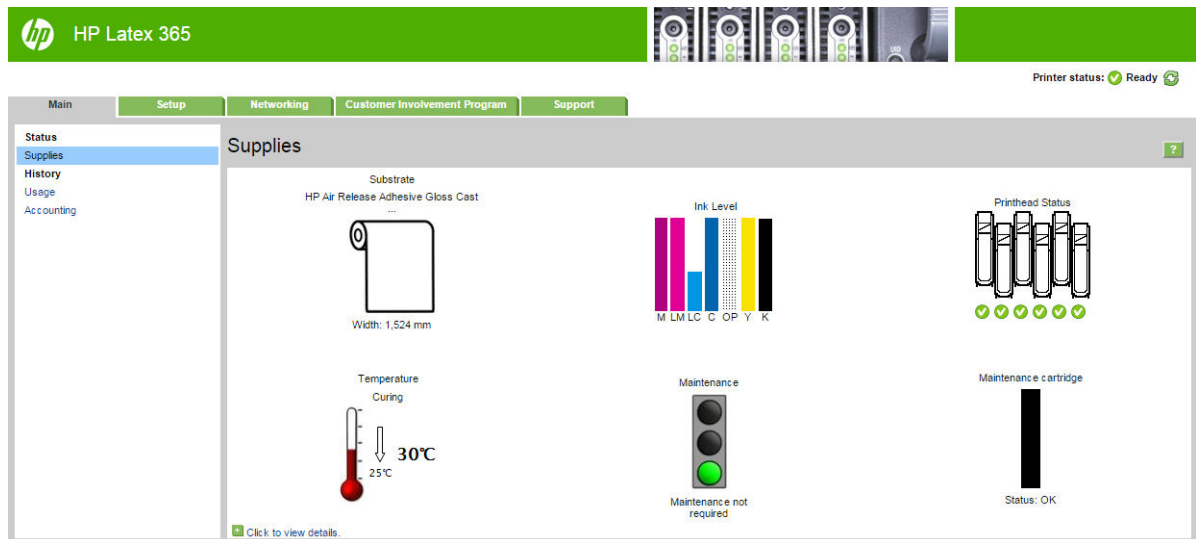 hp
HP Latex 365
UID
Printer status: Ready
Main
Setup
Networking
Customer Involvement Program
Support
Status
Supplies
History
Usage
Accounting
Supplies
?
Substrate
HP Air Release Adhesive Gloss Cast
...
Width: 1,524 mm
Ink Level
M LM LC C OP Y K
Printhead Status
Temperature
Curing
30℃
25℃
Maintenance
Maintenance not
required
Maintenance cartridge
Status: OK
+ Click to view details.